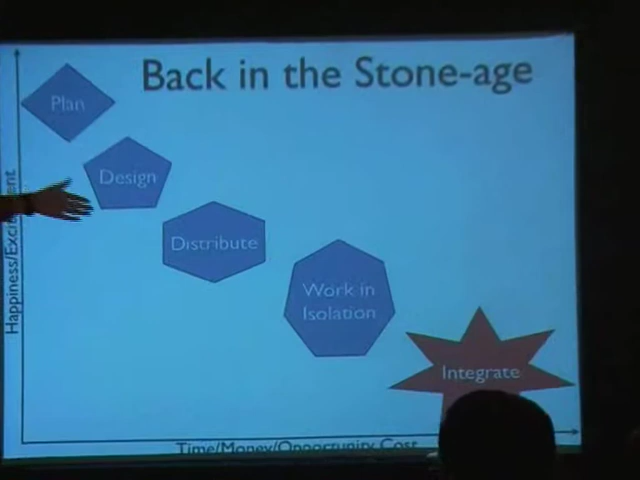 Back in the Stone-age
Plan
Design
Distribute
Work in
Isolation
Integrate
Happiness/Excitement
Time/Money/Opportunity Cost